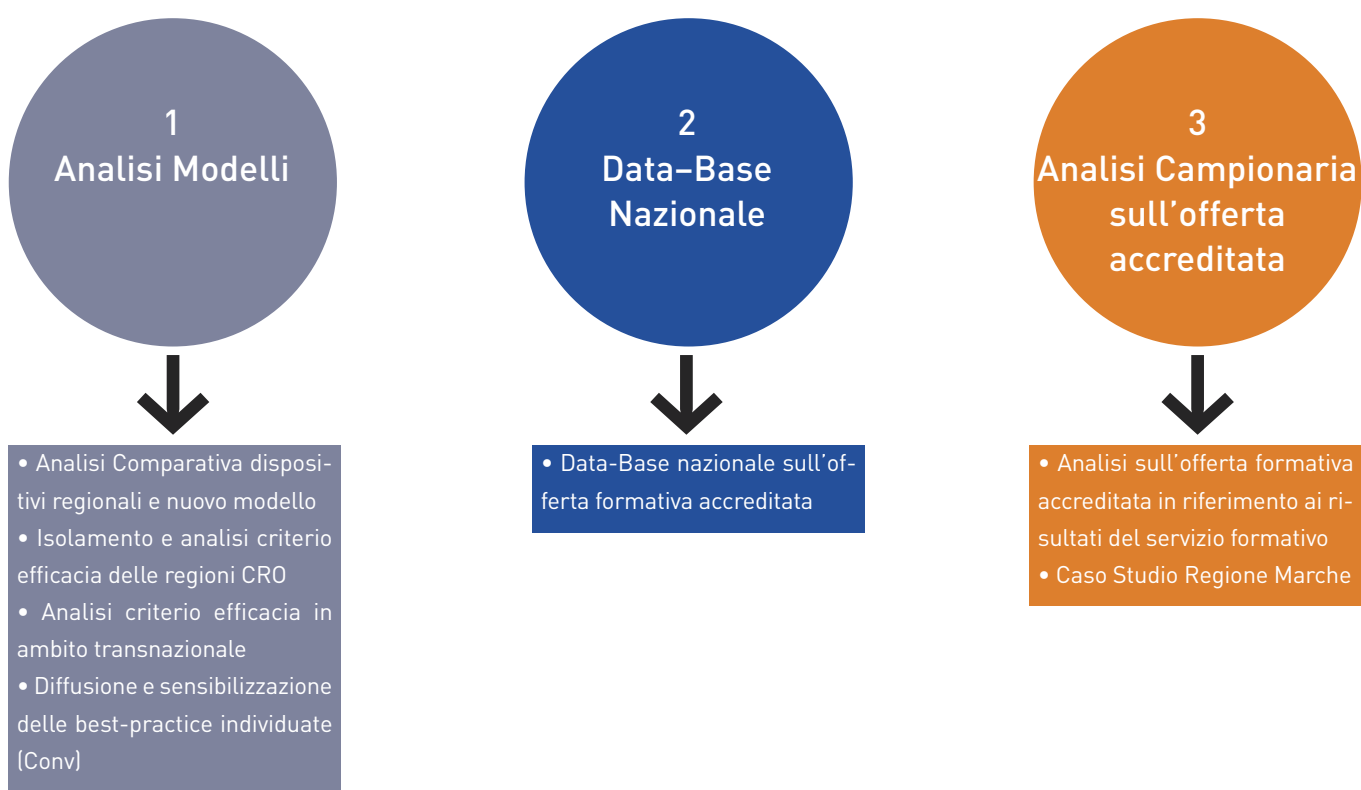 1
Analisi Modelli
2
Data–Base
Nazionale
3
Analisi Campionaria
sull’offerta
accreditata
• Analisi Comparativa disposi-
tivi regionali e nuovo modello
• Isolamento e analisi criterio
efficacia delle regioni CRO
• Analisi criterio efficacia in
ambito transnazionale
• Diffusione e sensibilizzazione
delle best-practice individuate
(Conv)
• Data-Base nazionale sull’of-
ferta formativa accreditata
• Analisi sull’offerta formativa
accreditata in riferimento ai ri-
sultati del servizio formativo
• Caso Studio Regione Marche